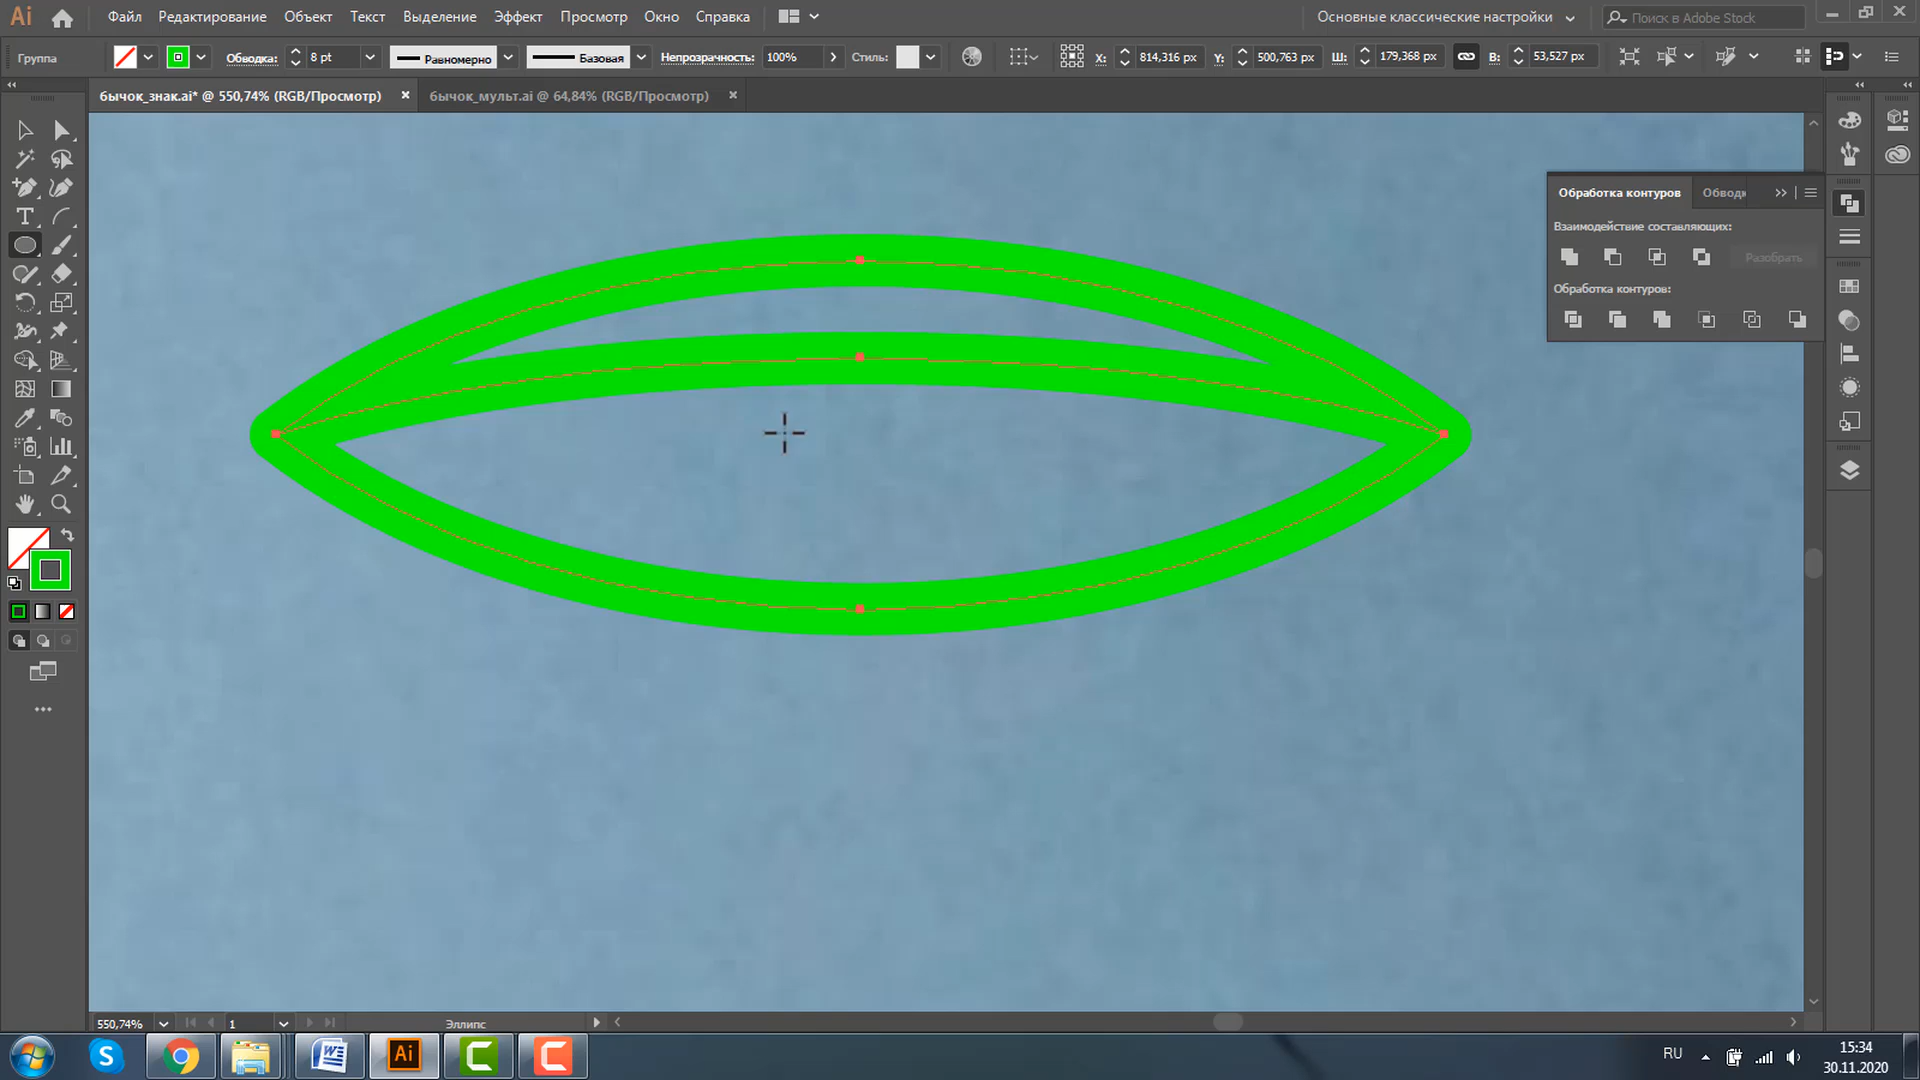 Ai Файл Редактирование Объект Текст Выделение Эффект Просмотр Окно Справка Основные классические настройки Поиск в Adobe Stock
Группа Обводка: 8 pt Равномерно Базовая Непрозрачность: 100% Стиль: X: 814,316 px Y: 500,763 px Ш: 179,368 px В: 53,527 px
бычок_знак.ai* @ 550,74% (RGB/Просмотр) бычок_мульт.ai @ 64,84% (RGB/Просмотр)
Обработка контуров Обводк
Взаимодействие составляющих:
Разобрать
Обработка контуров:
550,74% 1 Эллипс
RU 15:34
30.11.2020